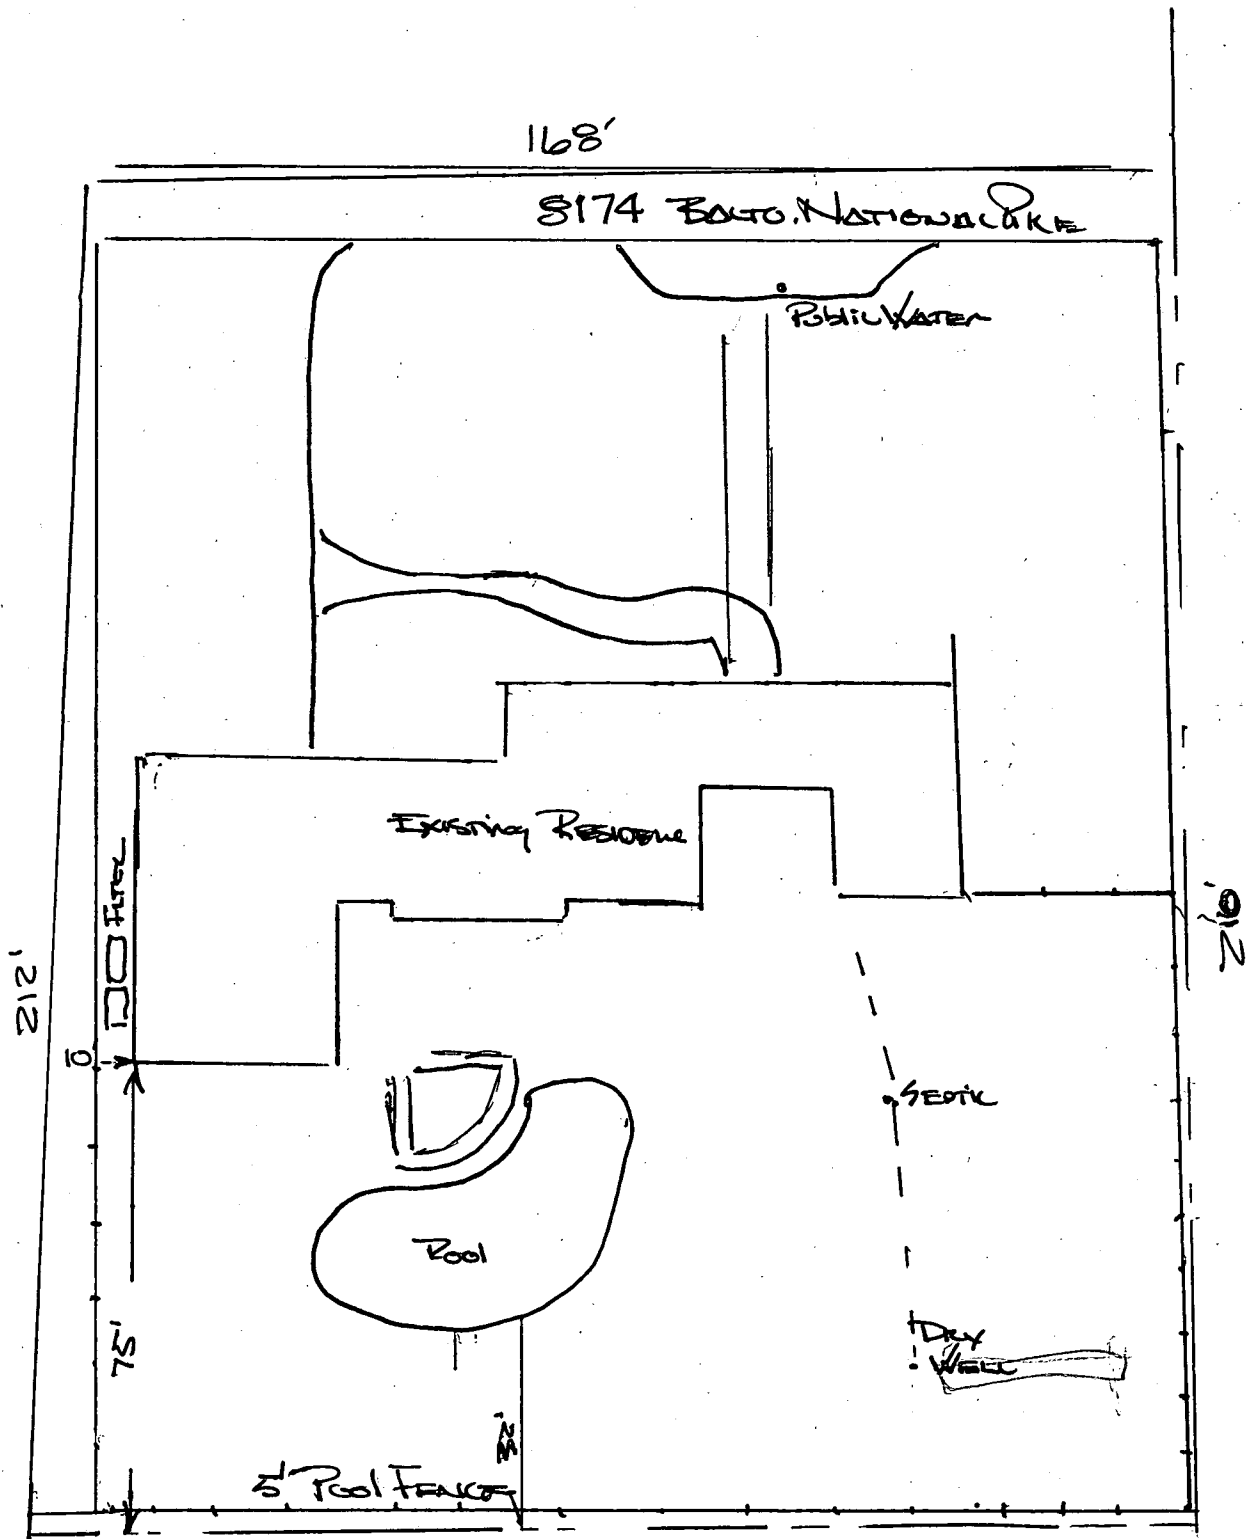 168'
8174 BALTO. NATIONAL PIKE
Public WATER
EXISTING RESIDENCE
FILTER
212'
210'
10
SEPTIC
Pool
75'
DRY
WELL
5' POOL FENCE